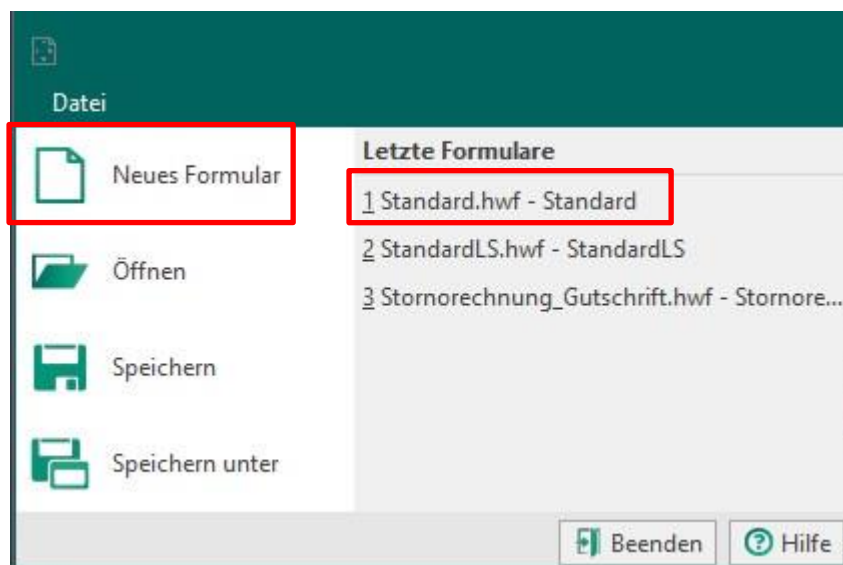 Datei
Neues Formular
Öffnen
Speichern
Speichern unter
Letzte Formulare
1 Standard.hwf - Standard
2 StandardLS.hwf - StandardLS
3 Stornorechnung_Gutschrift.hwf - Stornore...
Beenden
Hilfe